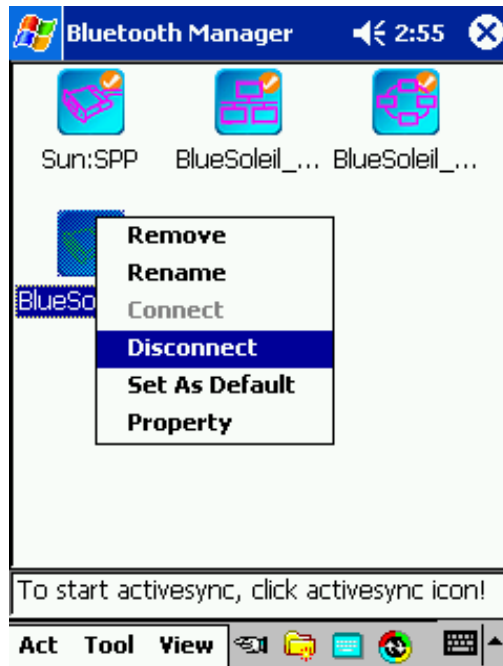 Bluetooth Manager 2:55
Sun:SPP BlueSoleil_... BlueSoleil_...
BlueSo
Remove
Rename
Connect
Disconnect
Set As Default
Property
To start activesync, click activesync icon!
Act Tool View